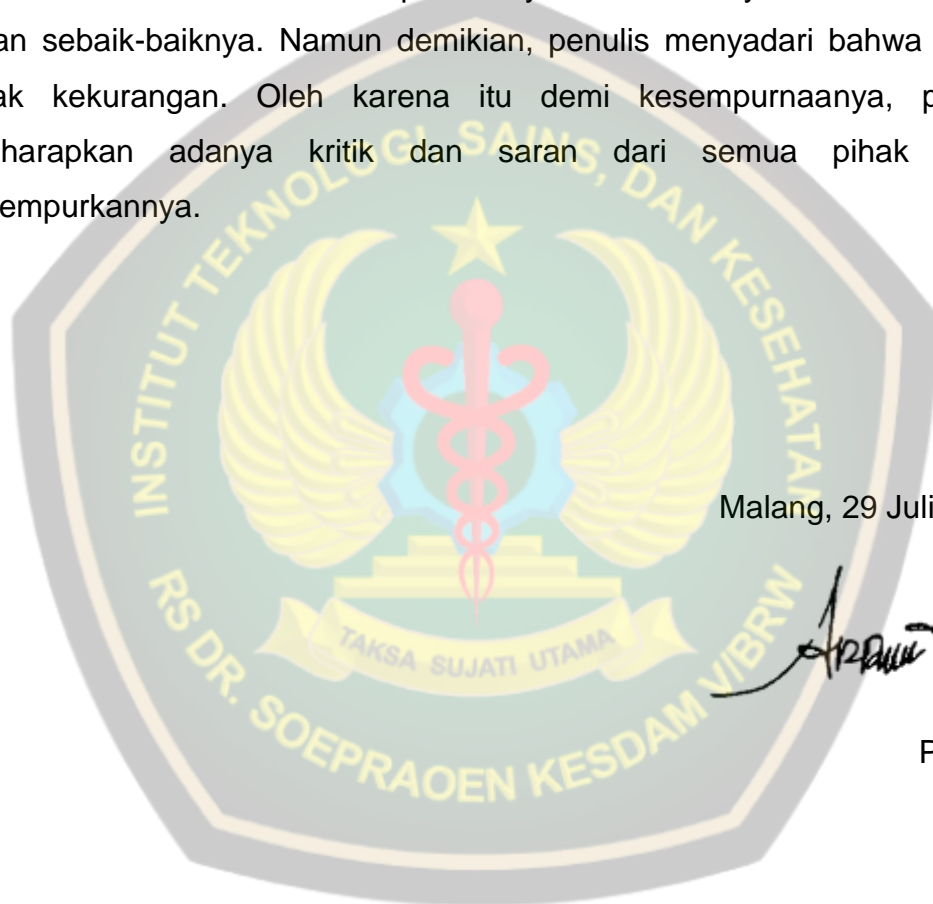 an sebaik-baiknya. Namun demikian, penulis menyadari bahwa
ak kekurangan. Oleh karena itu demi kesempurnaanya, p
harapkan adanya kritik dan saran dari semua pihak
empurkannya.
INSTITUT TEKNOLOGI, SAINS, DAN KESEHATAN
TAKSA SUJATI UTAMA
RS DR. SOEPRAOEN KESDAM V/BRW
Malang, 29 Juli
P